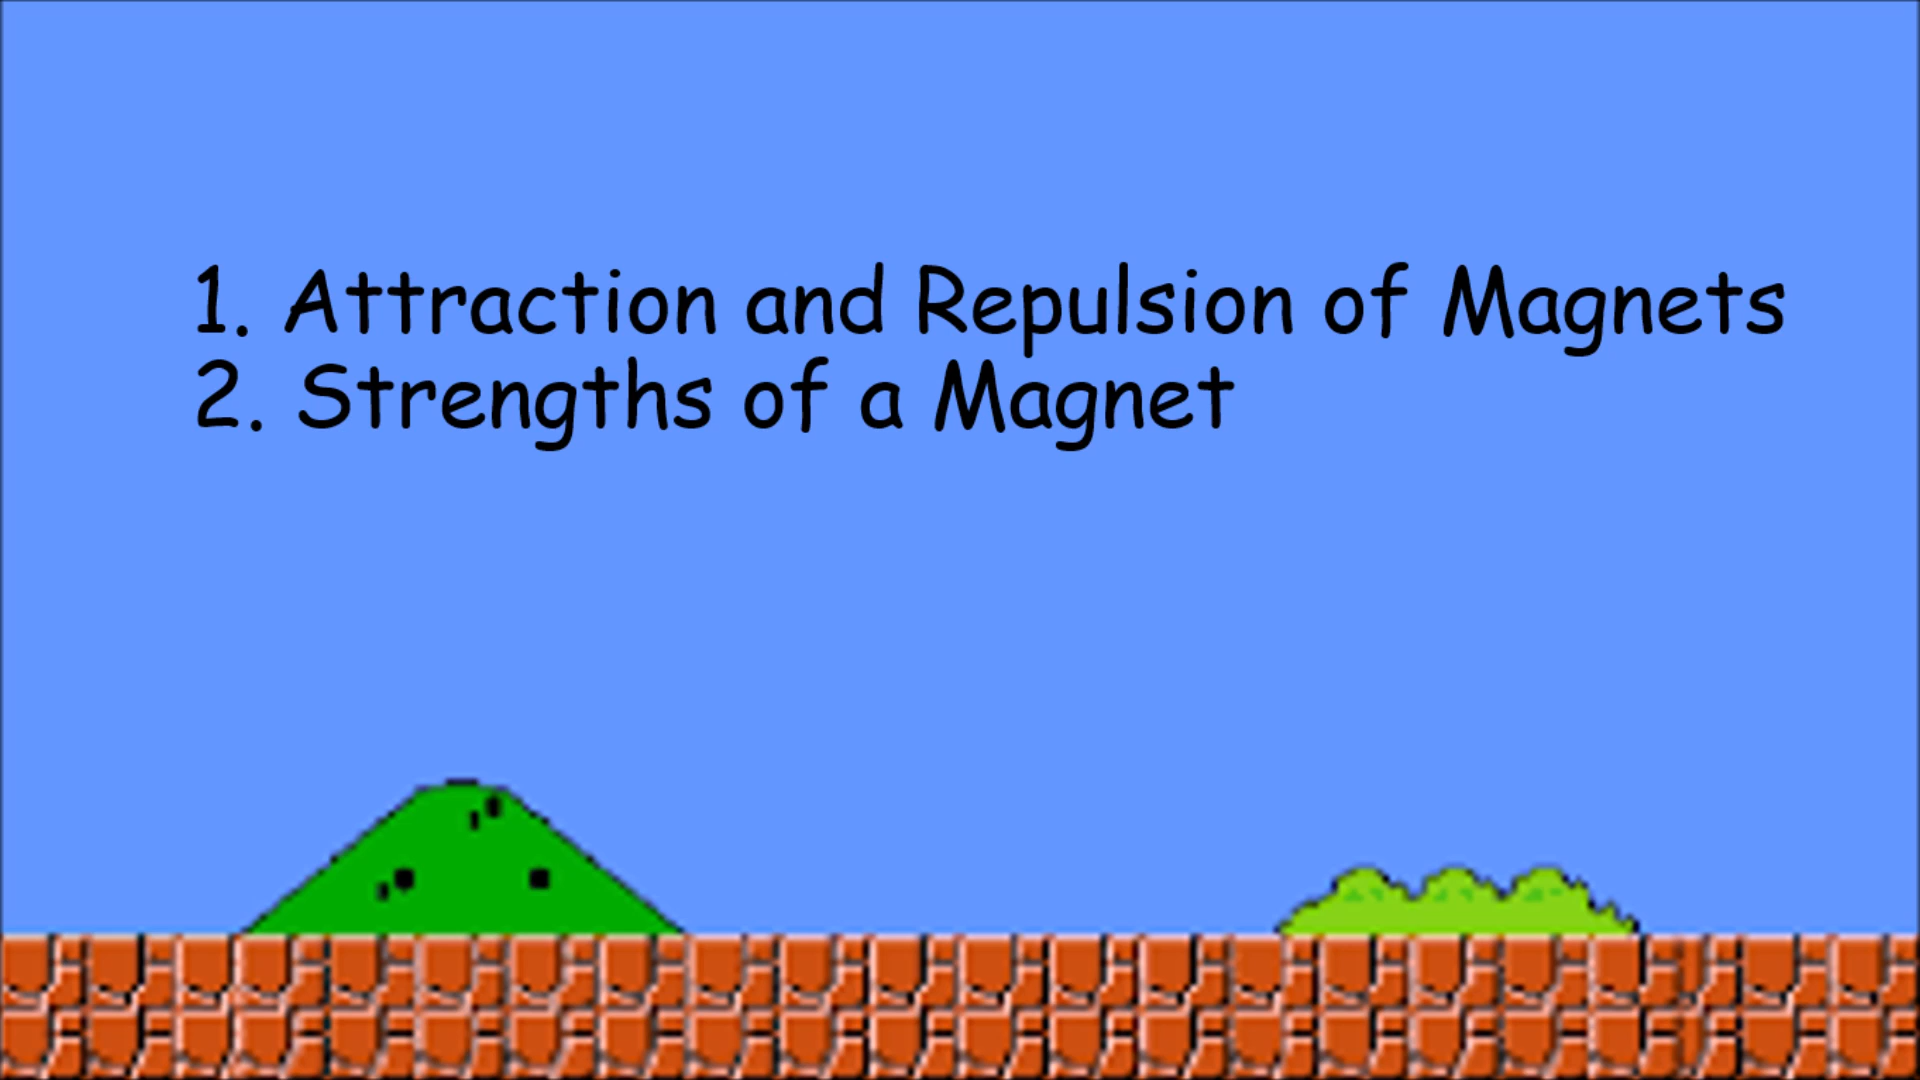 1. Attraction and Repulsion of Magnets
2. Strengths of a Magnet